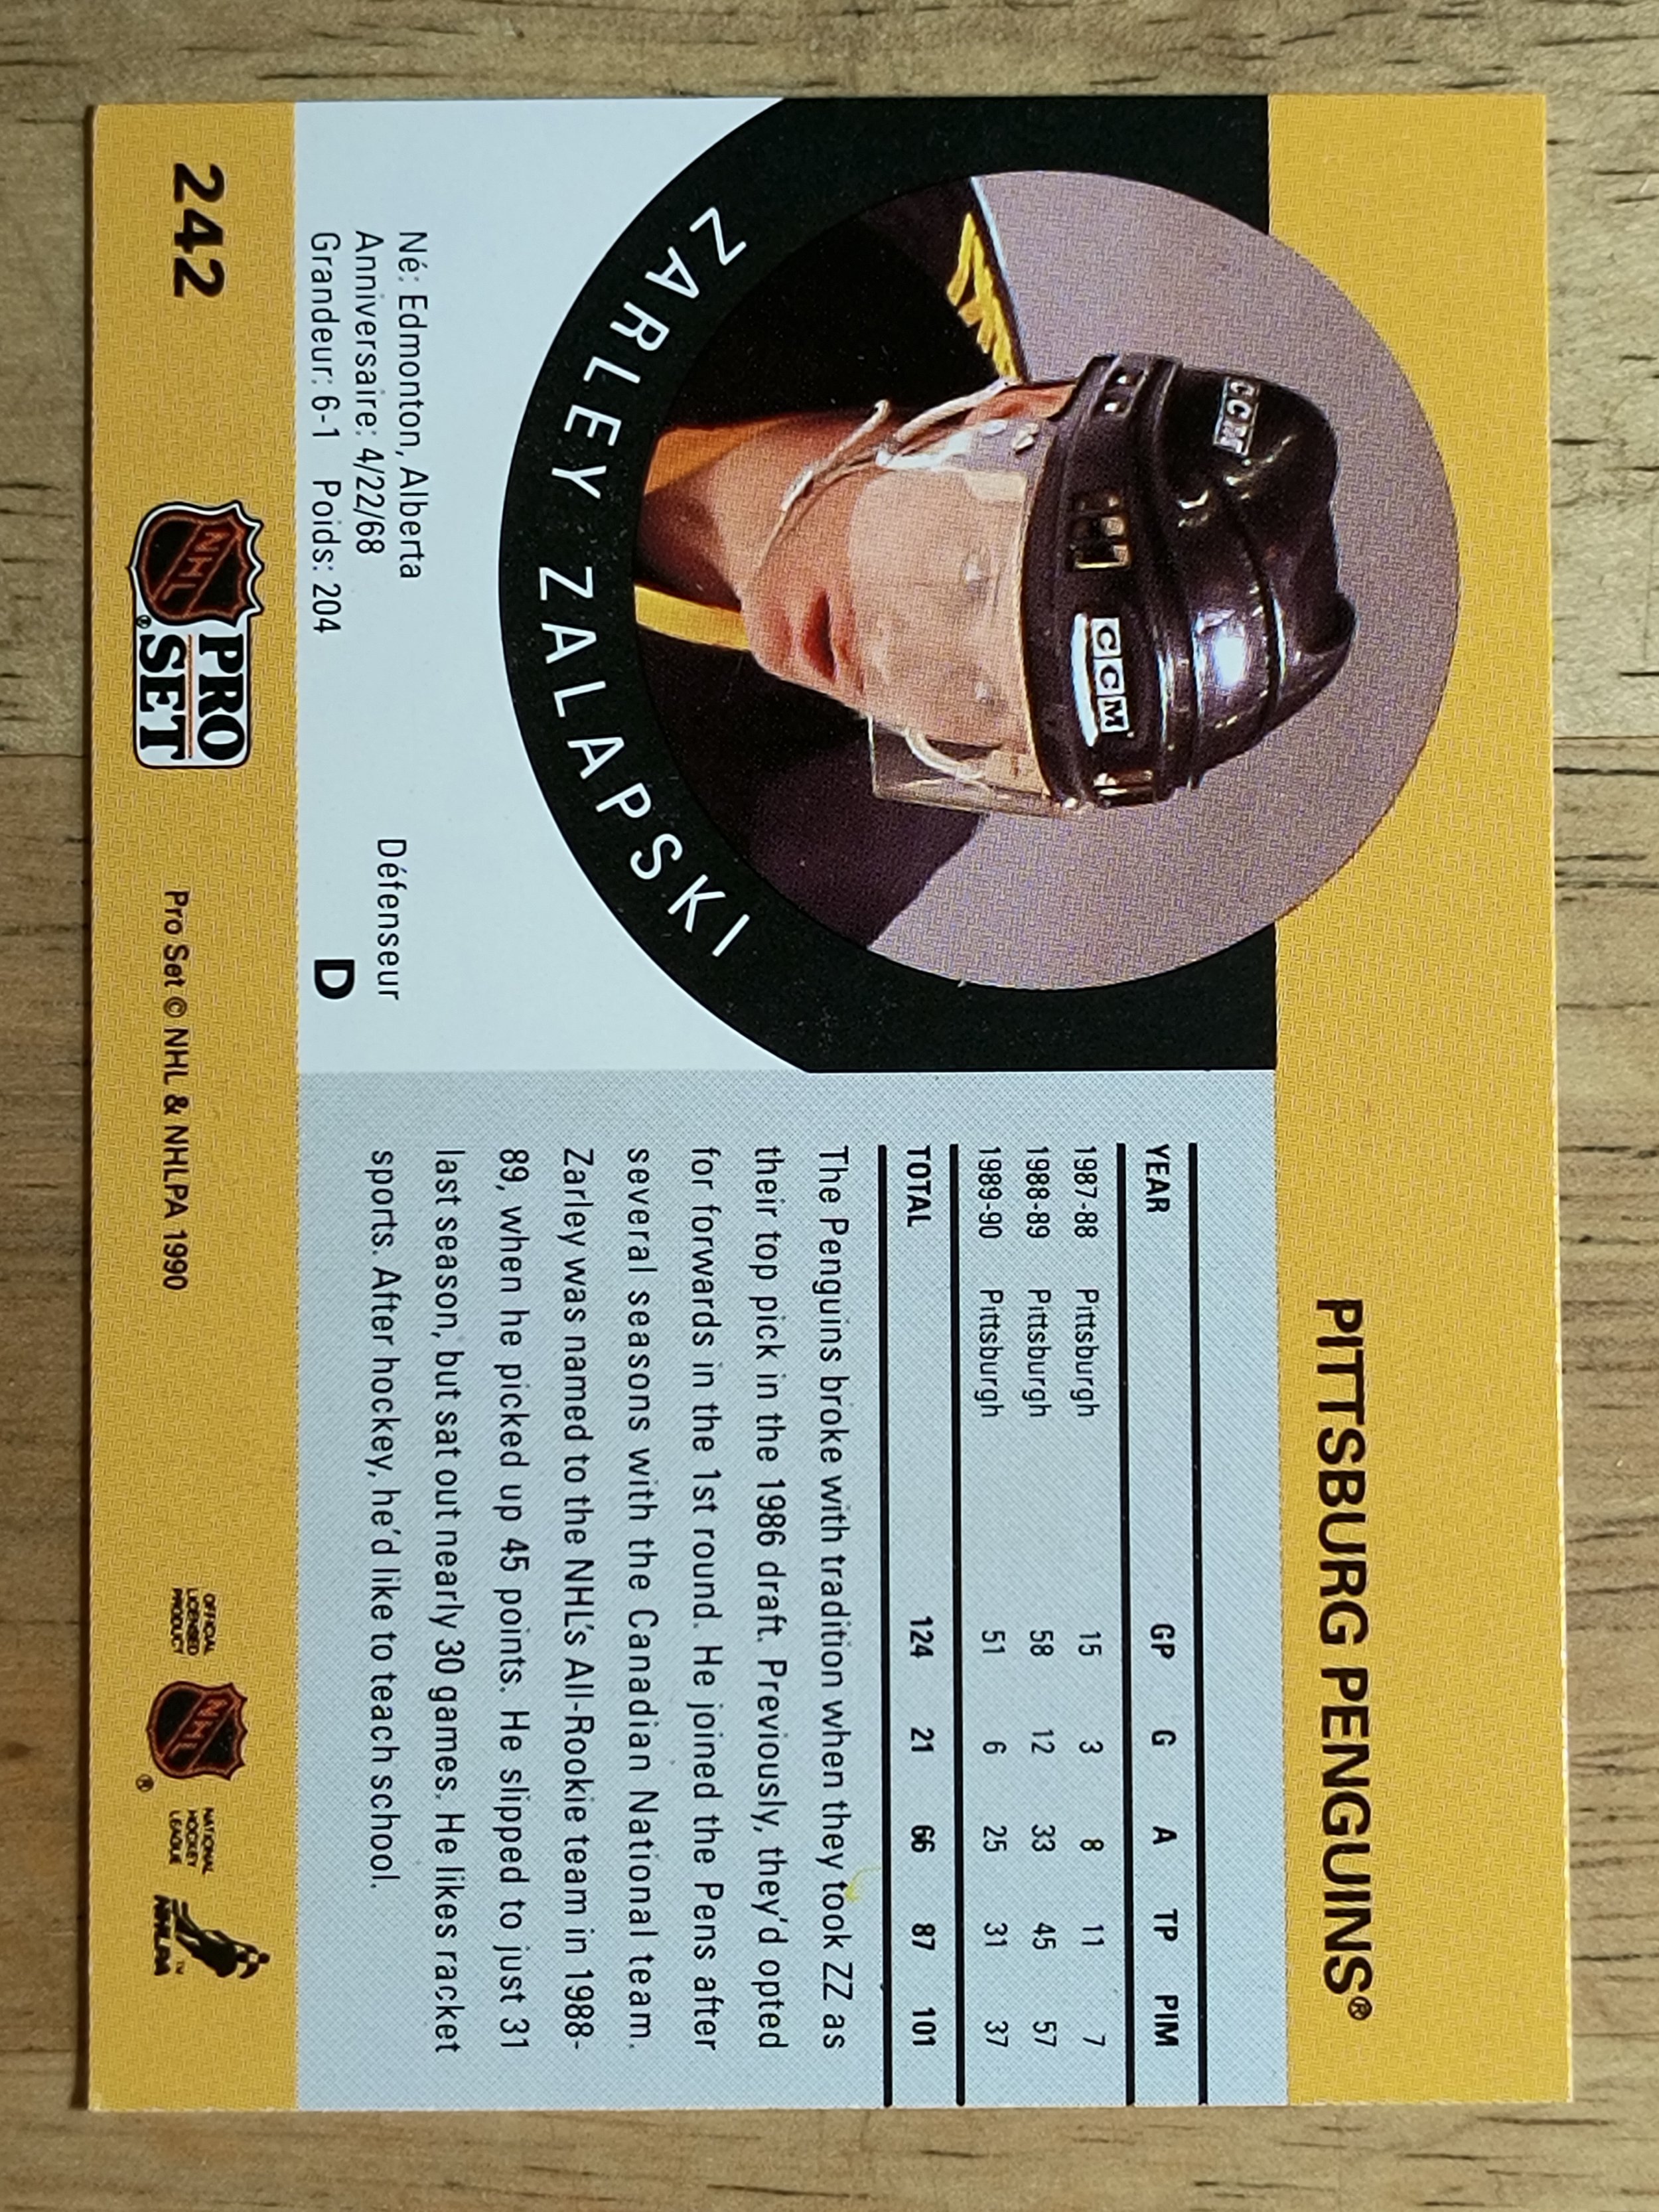 PITTSBURG PENGUINS®
CCM
CCM
ZARLEY ZALAPSKI
Né: Edmonton, Alberta
Anniversaire: 4/22/68
Grandeur: 6-1 Poids: 204
Défenseur
D
YEAR GP G A TP PIM
1987-88 Pittsburgh 15 3 8 11 7
1988-89 Pittsburgh 58 12 33 45 57
1989-90 Pittsburgh 51 6 25 31 37
TOTAL 124 21 66 87 101
The Penguins broke with tradition when they took ZZ as
their top pick in the 1986 draft. Previously, they'd opted
for forwards in the 1st round. He joined the Pens after
several seasons with the Canadian National team.
Zarley was named to the NHL's All-Rookie team in 1988-
89, when he picked up 45 points. He slipped to just 31
last season, but sat out nearly 30 games. He likes racket
sports. After hockey, he'd like to teach school.
242
NHL
®
PRO
SET
Pro Set © NHL & NHLPA 1990
OFFICIAL
LICENSED
PRODUCT
NHL
®
NATIONAL
HOCKEY
LEAGUE
NHLPA
™